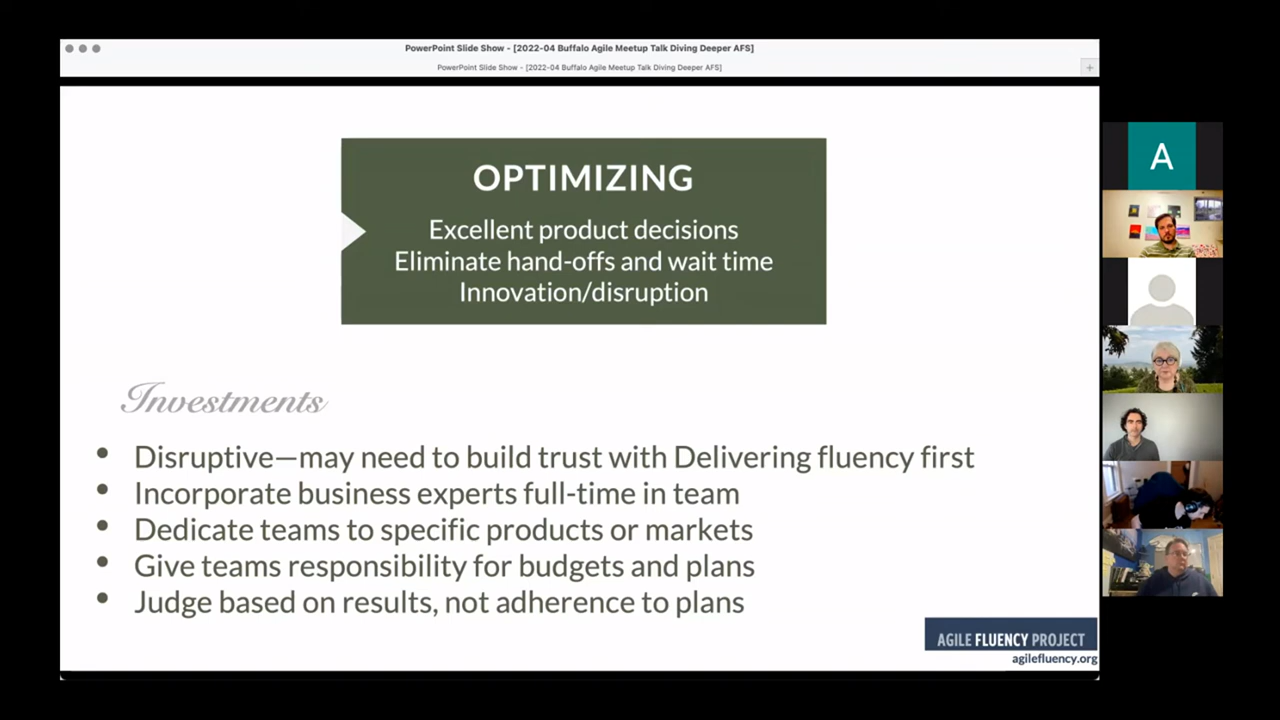 PowerPoint Slide Show - [2022-04 Buffalo Agile Meetup Talk Diving Deeper AFS]
PowerPoint Slide Show - [2022-04 Buffalo Agile Meetup Talk Diving Deeper AFS]
+
OPTIMIZING
Excellent product decisions
Eliminate hand-offs and wait time
Innovation/disruption
Investments
• Disruptive—may need to build trust with Delivering fluency first
• Incorporate business experts full-time in team
• Dedicate teams to specific products or markets
• Give teams responsibility for budgets and plans
• Judge based on results, not adherence to plans
AGILE FLUENCY PROJECT
agilefluency.org
A